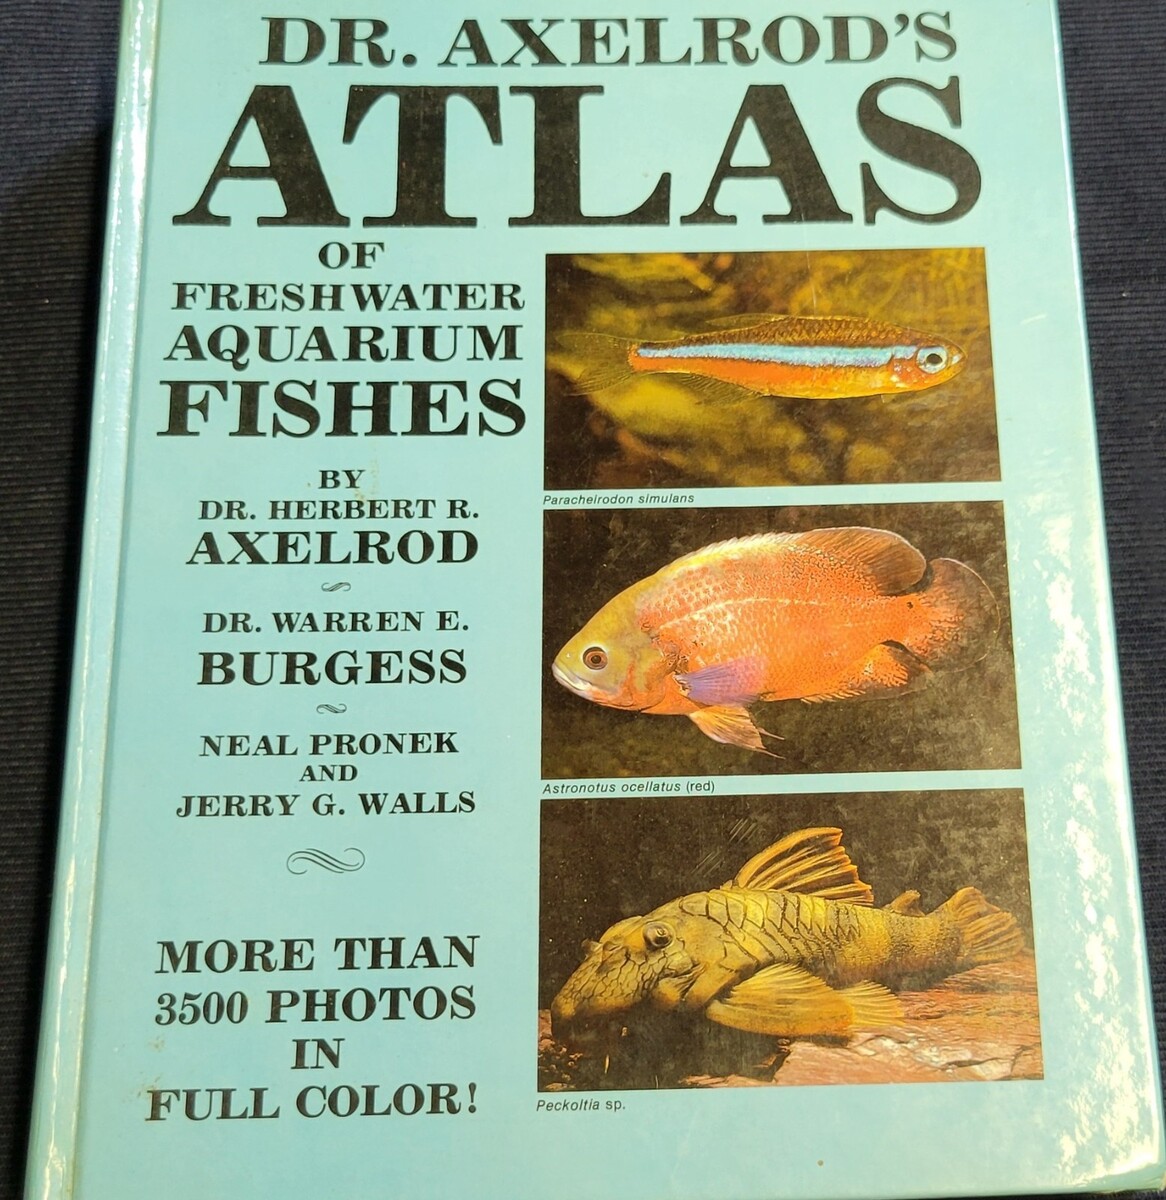 DR. AXELROD'S
ATLAS
OF
FRESHWATER
AQUARIUM
FISHES
BY
DR. HERBERT R.
AXELROD
DR. WARREN E.
BURGESS
NEAL PRONEK
AND
JERRY G. WALLS
MORE THAN
3500 PHOTOS
IN
FULL COLOR!
Paracheirodon simulans
Astronotus ocellatus (red)
Peckoltia sp.